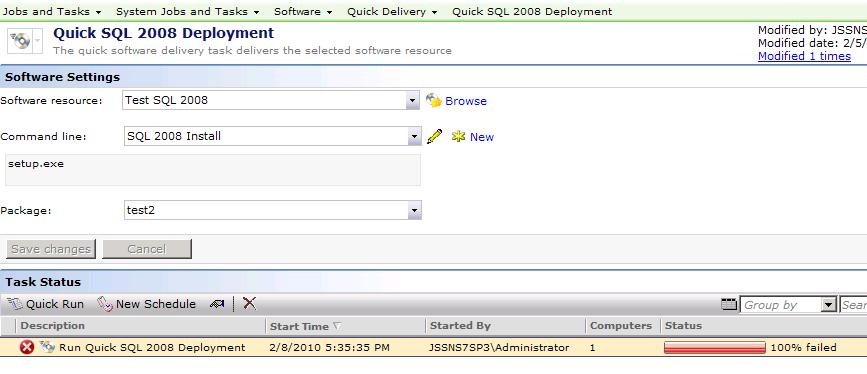 Jobs and Tasks System Jobs and Tasks Software Quick Delivery Quick SQL 2008 Deployment
Quick SQL 2008 Deployment
The quick software delivery task delivers the selected software resource
Modified by: JSSNS
Modified date: 2/5/
Modified 1 times
Software Settings
Software resource: Test SQL 2008 Browse
Command line: SQL 2008 Install New
setup.exe
Package: test2
Save changes Cancel
Task Status
Quick Run New Schedule Group by Sear
Description Start Time Started By Computers Status
Run Quick SQL 2008 Deployment 2/8/2010 5:35:35 PM JSSNS7SP3\Administrator 1 100% failed